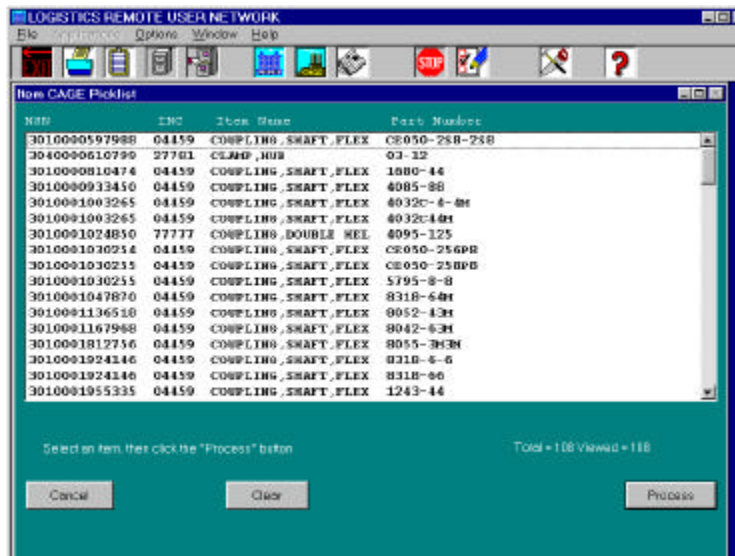 LOGISTICS REMOTE USER NETWORK
File Options Window Help
EXIT STOP ?
Item CAGE Picklist
NSN INC Item Name Part Number
3010000597988 04459 COUPLING,SHAFT,FLEX CE050-2S8-2S8
3040000610799 27781 CLAMP,HUB 03-12
3010000810474 04459 COUPLING,SHAFT,FLEX 1680-44
3010000933450 04459 COUPLING,SHAFT,FLEX 4085-88
3010001003265 04459 COUPLING,SHAFT,FLEX 4032C-4-4H
3010001003265 04459 COUPLING,SHAFT,FLEX 4032C44H
3010001024850 77777 COUPLING,DOUBLE HEL 4095-125
3010001030254 04459 COUPLING,SHAFT,FLEX CE050-256PB
3010001030255 04459 COUPLING,SHAFT,FLEX CE050-258PB
3010001030255 04459 COUPLING,SHAFT,FLEX 5795-8-8
3010001047870 04459 COUPLING,SHAFT,FLEX 8318-64M
3010001136518 04459 COUPLING,SHAFT,FLEX 8052-43M
3010001167968 04459 COUPLING,SHAFT,FLEX 8042-63M
3010001812756 04459 COUPLING,SHAFT,FLEX 8055-3M3M
3010001924146 04459 COUPLING,SHAFT,FLEX 8318-6-6
3010001924146 04459 COUPLING,SHAFT,FLEX 8318-66
3010001955335 04459 COUPLING,SHAFT,FLEX 1243-44
Select an item, then click the "Process" button Total = 108 Viewed = 108
Cancel Clear Process